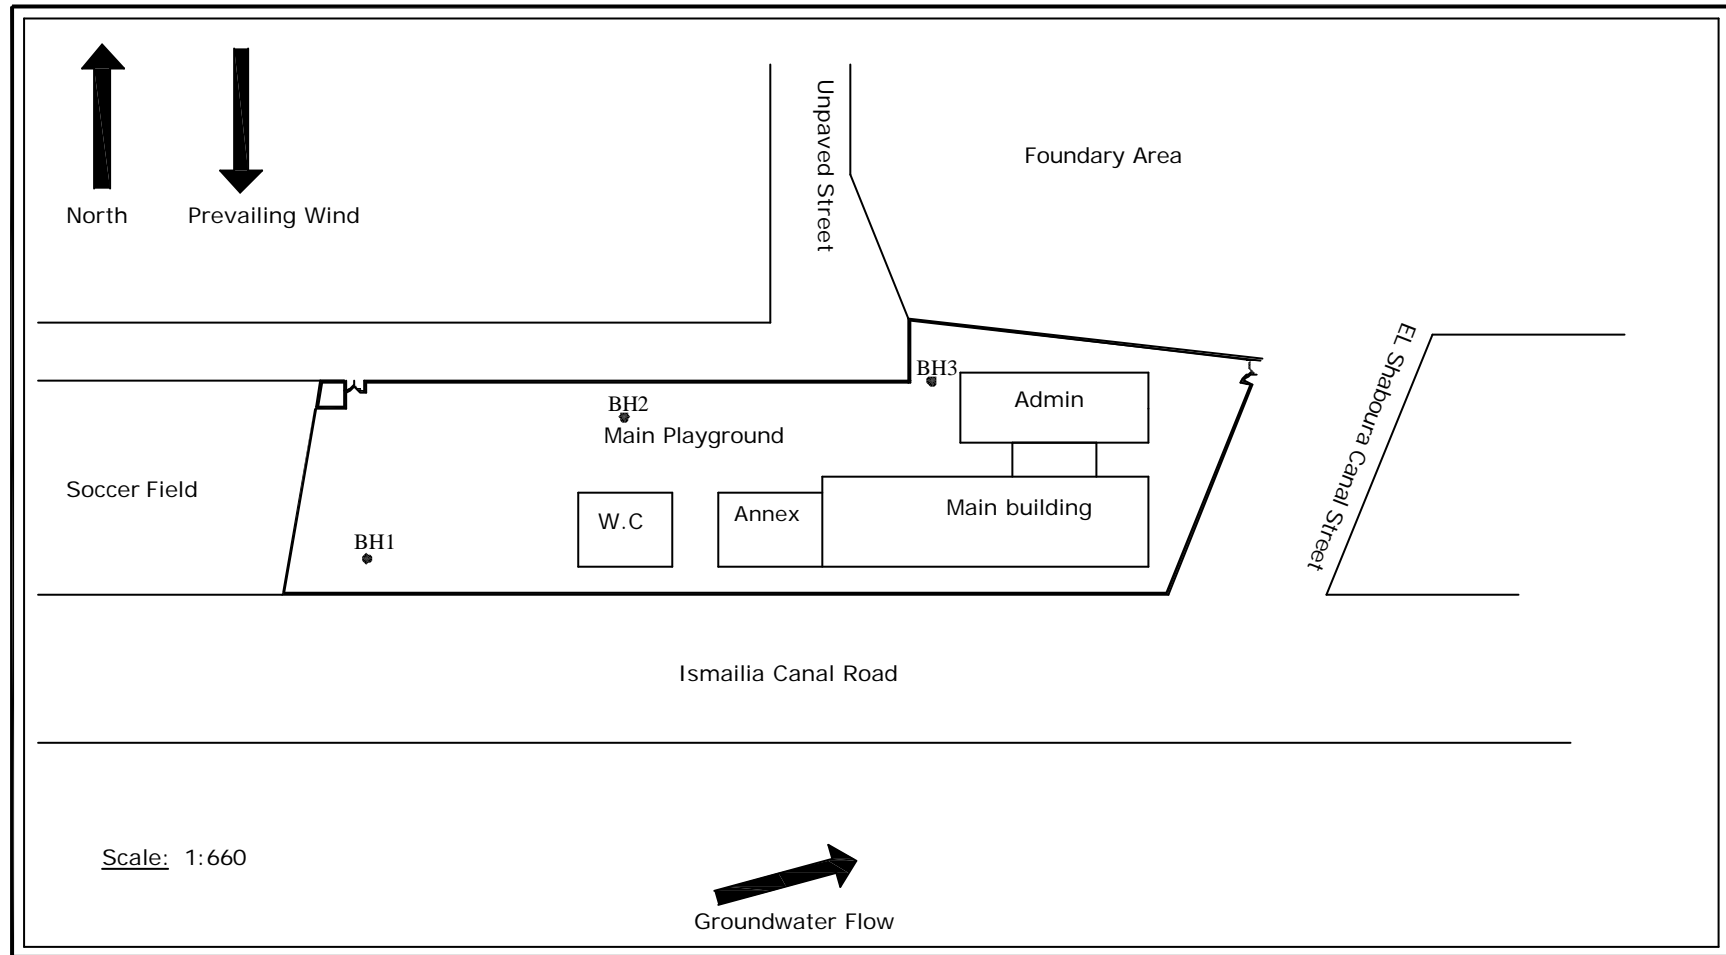 Unpaved Street
Foundary Area
North
Prevailing Wind
EL Shaboura Canal Street
BH3
Admin
BH2
Main Playground
Soccer Field
W.C
Annex
Main building
BH1
Ismailia Canal Road
Scale: 1:660
Groundwater Flow